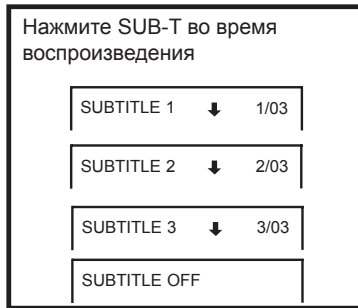 Нажмите SUB-T во время
воспроизведения
SUBTITLE 1 ⬇ 1/03
SUBTITLE 2 ⬇ 2/03
SUBTITLE 3 ⬇ 3/03
SUBTITLE OFF